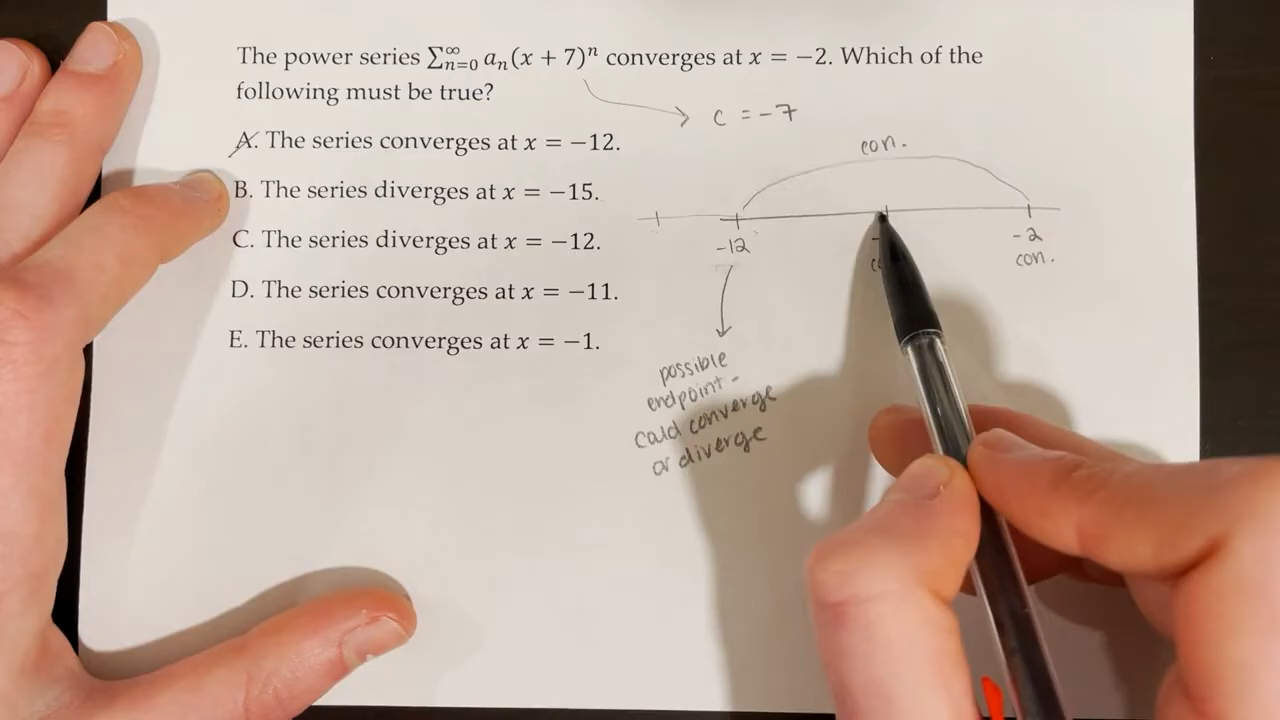 The power series $\sum_{n=0}^{\infty} a_n(x+7)^n$ converges at $x = -2$. Which of the
following must be true?
c = -7
A. The series converges at $x = -12$.
con.
B. The series diverges at $x = -15$.
C. The series diverges at $x = -12$.
-12
-2
con.
D. The series converges at $x = -11$.
E. The series converges at $x = -1$.
possible
endpoint -
could converge
or diverge